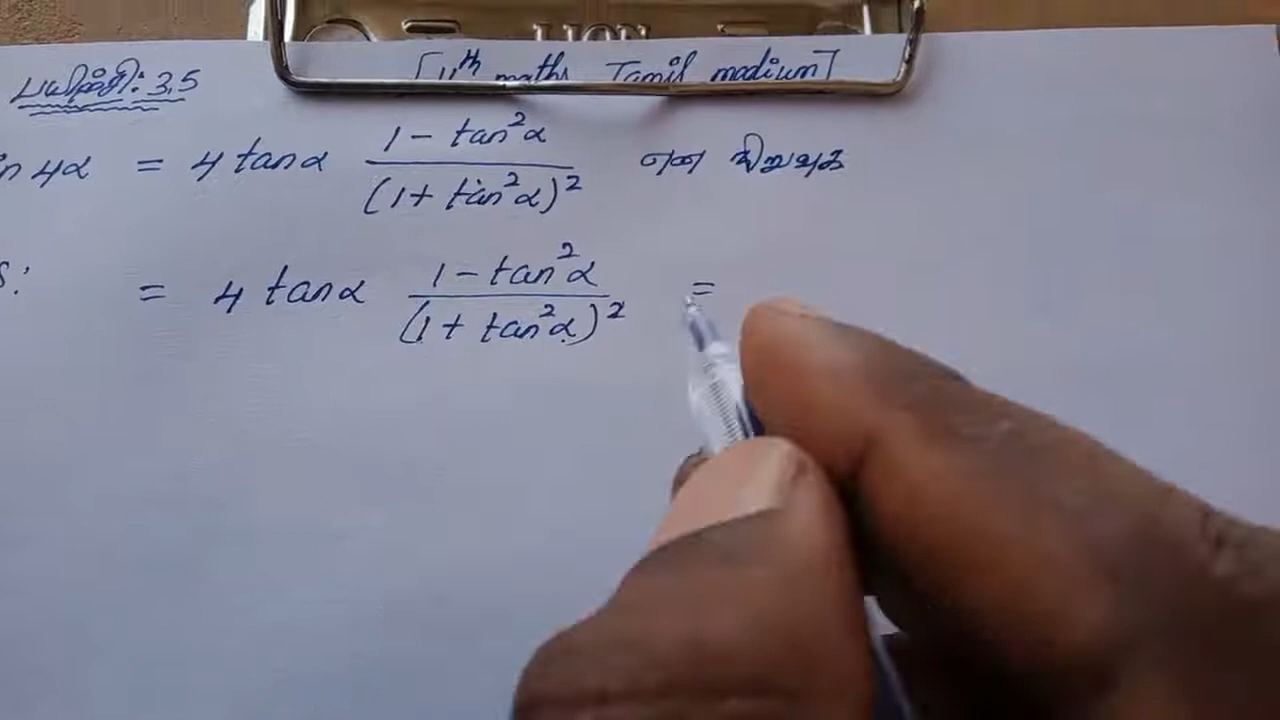 LION
[11th maths Tamil medium]
பயிற்சி: 3.5
n 4α = 4 tanα (1 - tan²α)/(1 + tan²α)² என நிறுவுக
S: = 4 tanα (1 - tan²α)/(1 + tan²α)² =